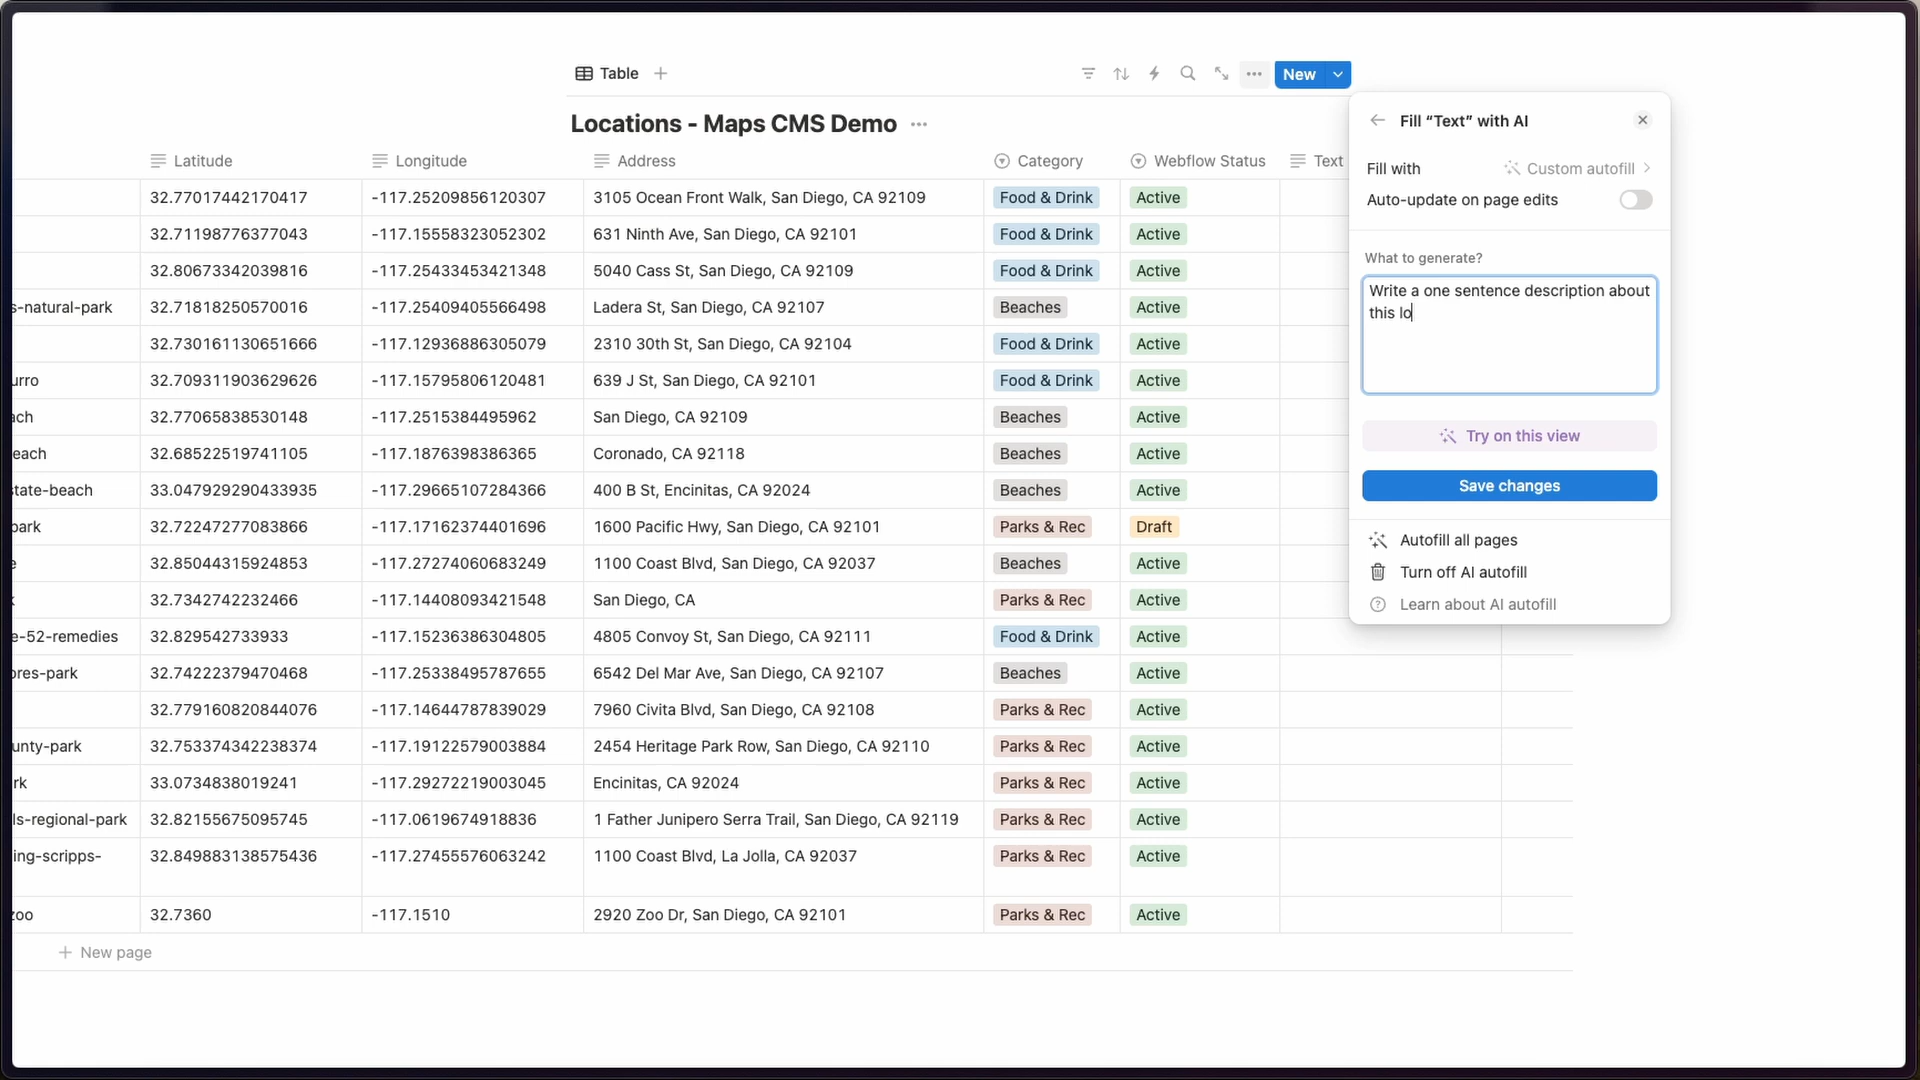 Table
New
Locations - Maps CMS Demo
Latitude Longitude Address Category Webflow Status Text
32.77017442170417 -117.25209856120307 3105 Ocean Front Walk, San Diego, CA 92109 Food & Drink Active
32.71198776377043 -117.15558323052302 631 Ninth Ave, San Diego, CA 92101 Food & Drink Active
32.80673342039816 -117.25433453421348 5040 Cass St, San Diego, CA 92109 Food & Drink Active
s-natural-park 32.71818250570016 -117.25409405566498 Ladera St, San Diego, CA 92107 Beaches Active
32.730161130651666 -117.12936886305079 2310 30th St, San Diego, CA 92104 Food & Drink Active
urro 32.709311903629626 -117.15795806120481 639 J St, San Diego, CA 92101 Food & Drink Active
ach 32.77065838530148 -117.2515384495962 San Diego, CA 92109 Beaches Active
each 32.68522519741105 -117.1876398386365 Coronado, CA 92118 Beaches Active
state-beach 33.047929290433935 -117.29665107284366 400 B St, Encinitas, CA 92024 Beaches Active
park 32.72247277083866 -117.17162374401696 1600 Pacific Hwy, San Diego, CA 92101 Parks & Rec Draft
e 32.85044315924853 -117.27274060683249 1100 Coast Blvd, San Diego, CA 92037 Beaches Active
k 32.7342742232466 -117.14408093421548 San Diego, CA Parks & Rec Active
e-52-remedies 32.829542733933 -117.15236386304805 4805 Convoy St, San Diego, CA 92111 Food & Drink Active
ores-park 32.74222379470468 -117.25338495787655 6542 Del Mar Ave, San Diego, CA 92107 Beaches Active
32.779160820844076 -117.14644787839029 7960 Civita Blvd, San Diego, CA 92108 Parks & Rec Active
unty-park 32.753374342238374 -117.19122579003884 2454 Heritage Park Row, San Diego, CA 92110 Parks & Rec Active
rk 33.0734838019241 -117.29272219003045 Encinitas, CA 92024 Parks & Rec Active
ls-regional-park 32.82155675095745 -117.0619674918836 1 Father Junipero Serra Trail, San Diego, CA 92119 Parks & Rec Active
ing-scripps- 32.849883138575436 -117.27455576063242 1100 Coast Blvd, La Jolla, CA 92037 Parks & Rec Active
zoo 32.7360 -117.1510 2920 Zoo Dr, San Diego, CA 92101 Parks & Rec Active
New page
Fill “Text” with AI
Fill with Custom autofill
Auto-update on page edits
What to generate?
Write a one sentence description about
this lo
Try on this view
Save changes
Autofill all pages
Turn off AI autofill
Learn about AI autofill